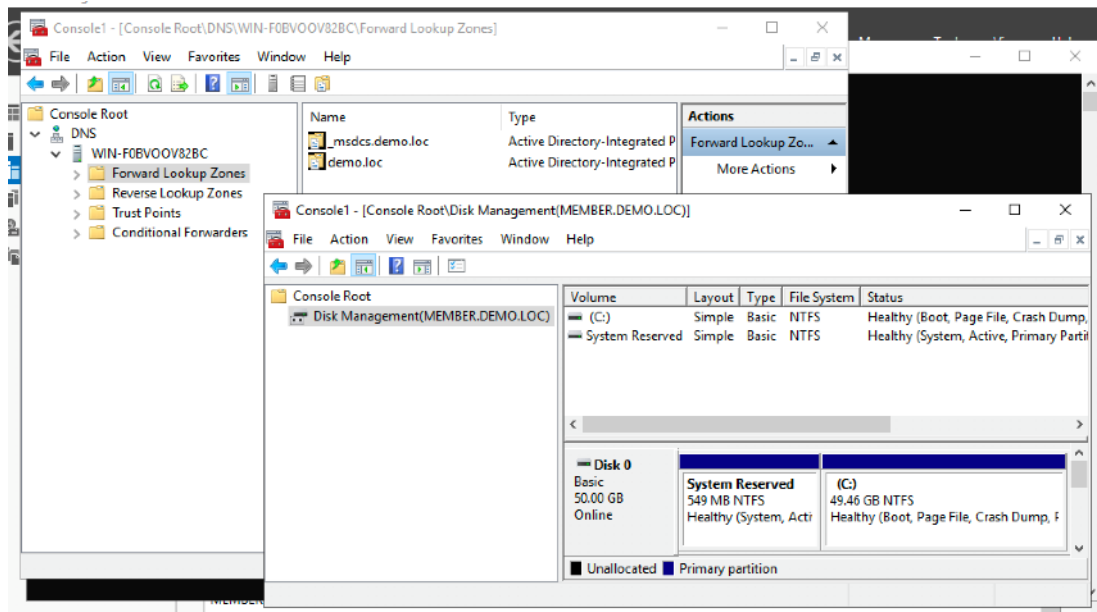 Console1 - [Console Root\DNS\WIN-F0BVOOV82BC\Forward Lookup Zones]
File Action View Favorites Window Help
Console Root
DNS
WIN-F0BVOOV82BC
Forward Lookup Zones
Reverse Lookup Zones
Trust Points
Conditional Forwarders
Name Type
_msdcs.demo.loc Active Directory-Integrated P
demo.loc Active Directory-Integrated P
Actions
Forward Lookup Zo...
More Actions
Console1 - [Console Root\Disk Management(MEMBER.DEMO.LOC)]
File Action View Favorites Window Help
Console Root
Disk Management(MEMBER.DEMO.LOC)
Volume Layout Type File System Status
(C:) Simple Basic NTFS Healthy (Boot, Page File, Crash Dump,
System Reserved Simple Basic NTFS Healthy (System, Active, Primary Partit
Disk 0
Basic
50.00 GB
Online
System Reserved
549 MB NTFS
Healthy (System, Acti
(C:)
49.46 GB NTFS
Healthy (Boot, Page File, Crash Dump, F
Unallocated Primary partition